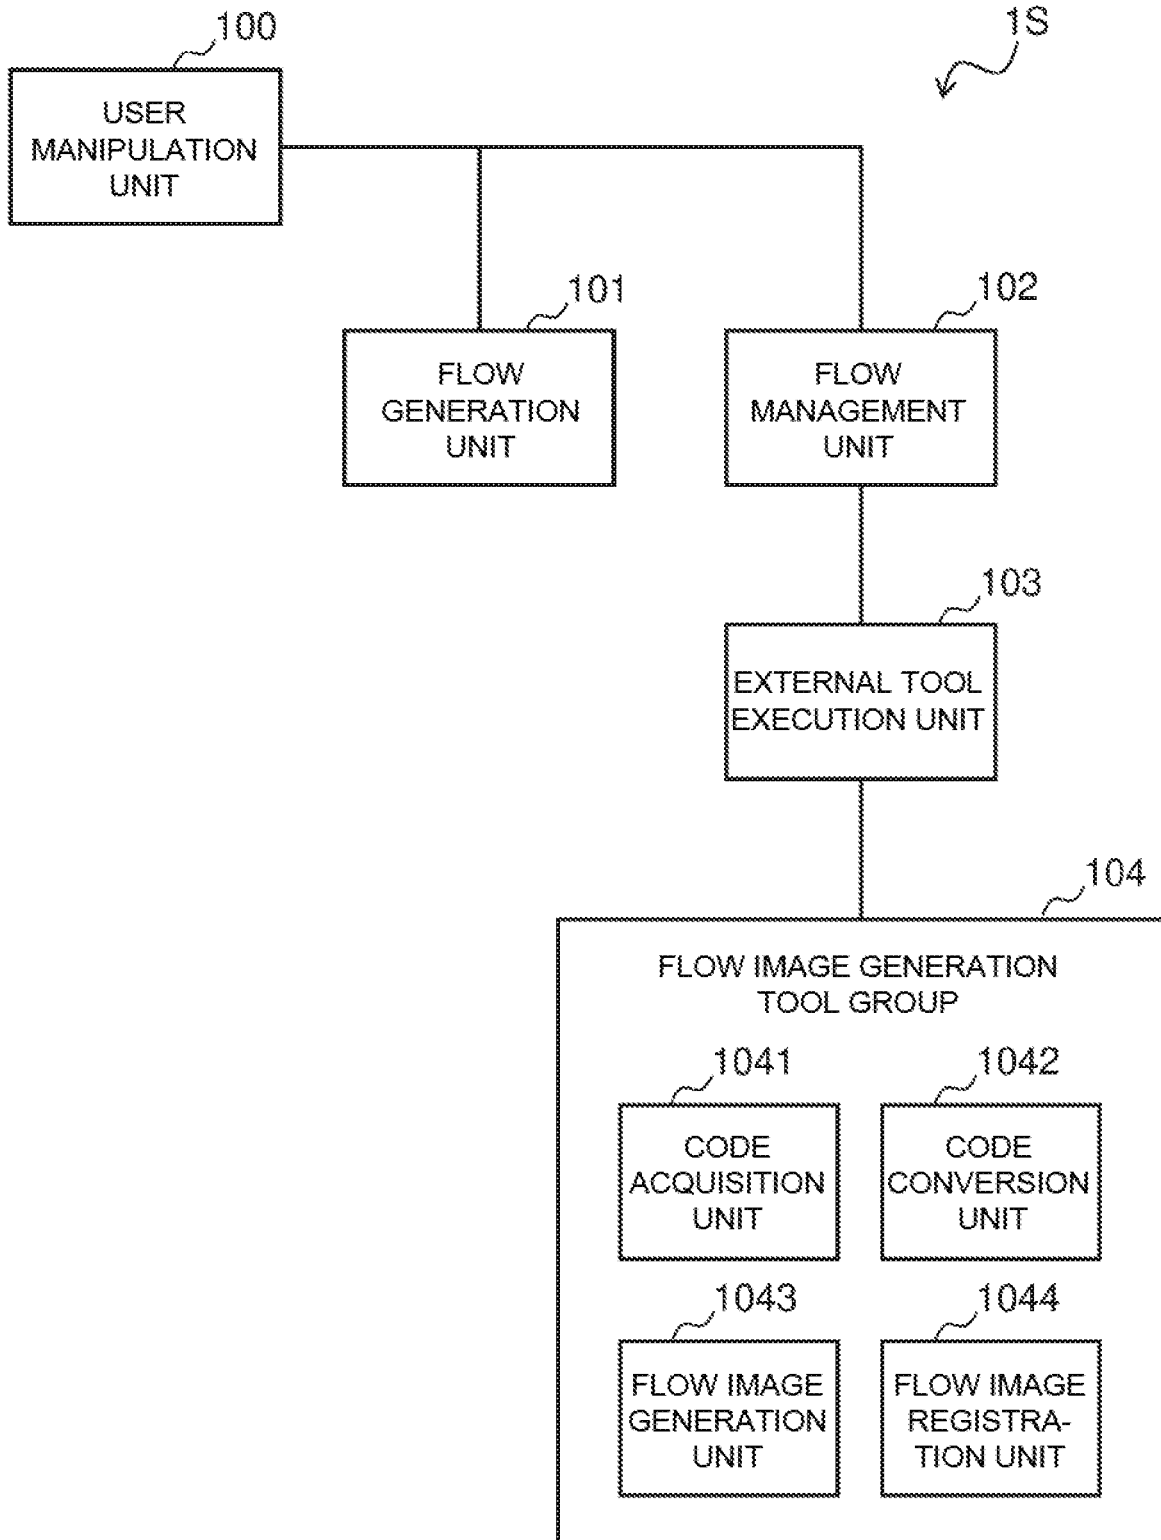 100
1S
USER
MANIPULATION
UNIT
101
102
FLOW
GENERATION
UNIT
FLOW
MANAGEMENT
UNIT
103
EXTERNAL TOOL
EXECUTION UNIT
104
FLOW IMAGE GENERATION
TOOL GROUP
1041
1042
CODE
ACQUISITION
UNIT
CODE
CONVERSION
UNIT
1043
1044
FLOW IMAGE
GENERATION
UNIT
FLOW IMAGE
REGISTRA-
TION UNIT